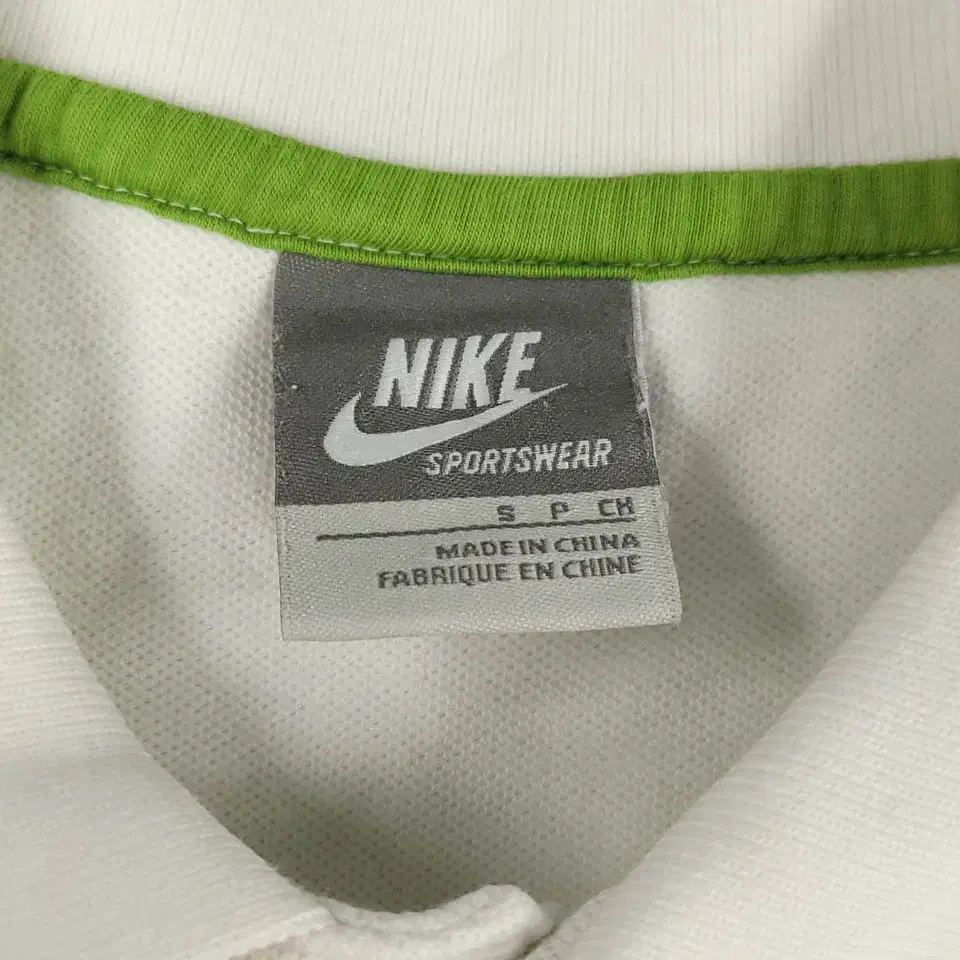 NIKE
SPORTSWEAR
S P CH
MADE IN CHINA
FABRIQUE EN CHINE